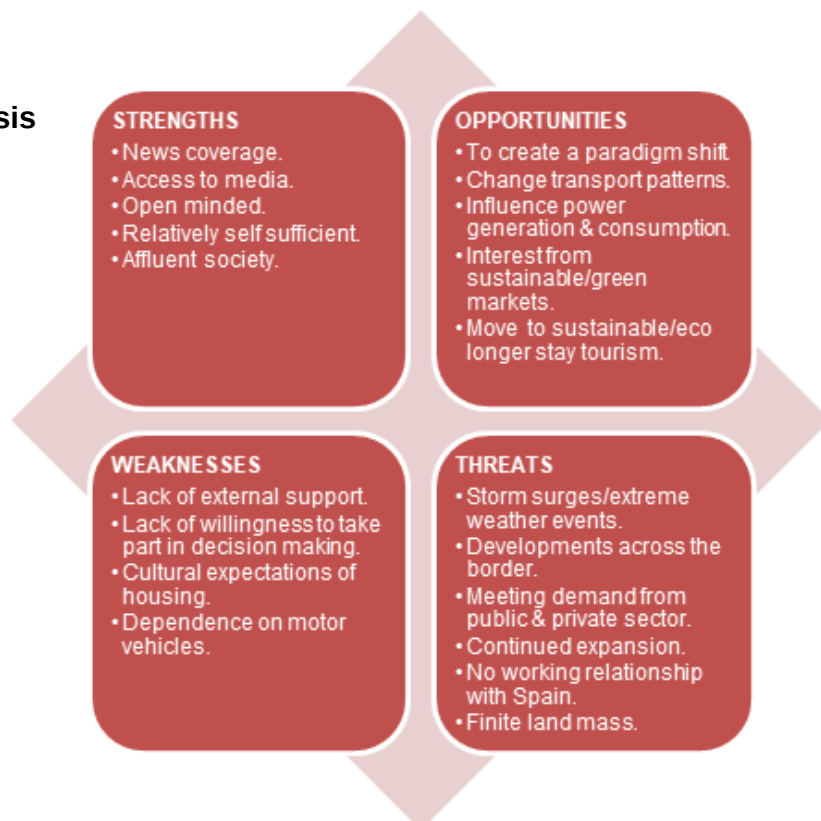 sis
STRENGTHS
•News coverage.
•Access to media.
•Open minded.
•Relatively self sufficient.
•Affluent society.
OPPORTUNITIES
•To create a paradigm shift
•Change transport patterns.
•Influence power
generation & consumption.
•Interest from
sustainable/green
markets.
•Move to sustainable/eco
longer stay tourism.
WEAKNESSES
•Lack of external support.
•Lack of willingness to take
part in decision making.
•Cultural expectations of
housing.
•Dependence on motor
vehicles.
THREATS
•Storm surges/extreme
weather events.
•Developments across the
border.
•Meeting demand from
public & private sector.
•Continued expansion.
•No working relationship
with Spain.
•Finite land mass.